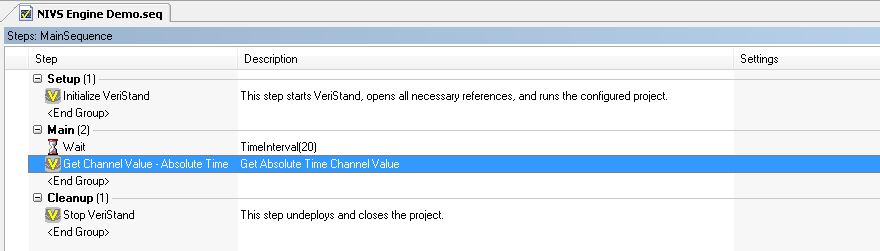 NIVS Engine Demo.seq
Steps: MainSequence
Step Description Settings
Setup (1)
Initialize VeriStand This step starts VeriStand, opens all necessary references, and runs the configured project.
<End Group>
Main (2)
Wait TimeInterval(20)
Get Channel Value - Absolute Time Get Absolute Time Channel Value
<End Group>
Cleanup (1)
Stop VeriStand This step undeploys and closes the project.
<End Group>